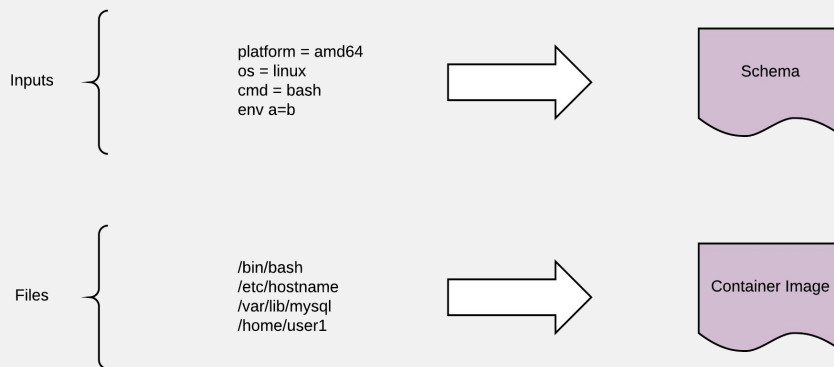 Inputs
platform = amd64
os = linux
cmd = bash
env a=b
Schema
Files
/bin/bash
/etc/hostname
/var/lib/mysql
/home/user1
Container Image